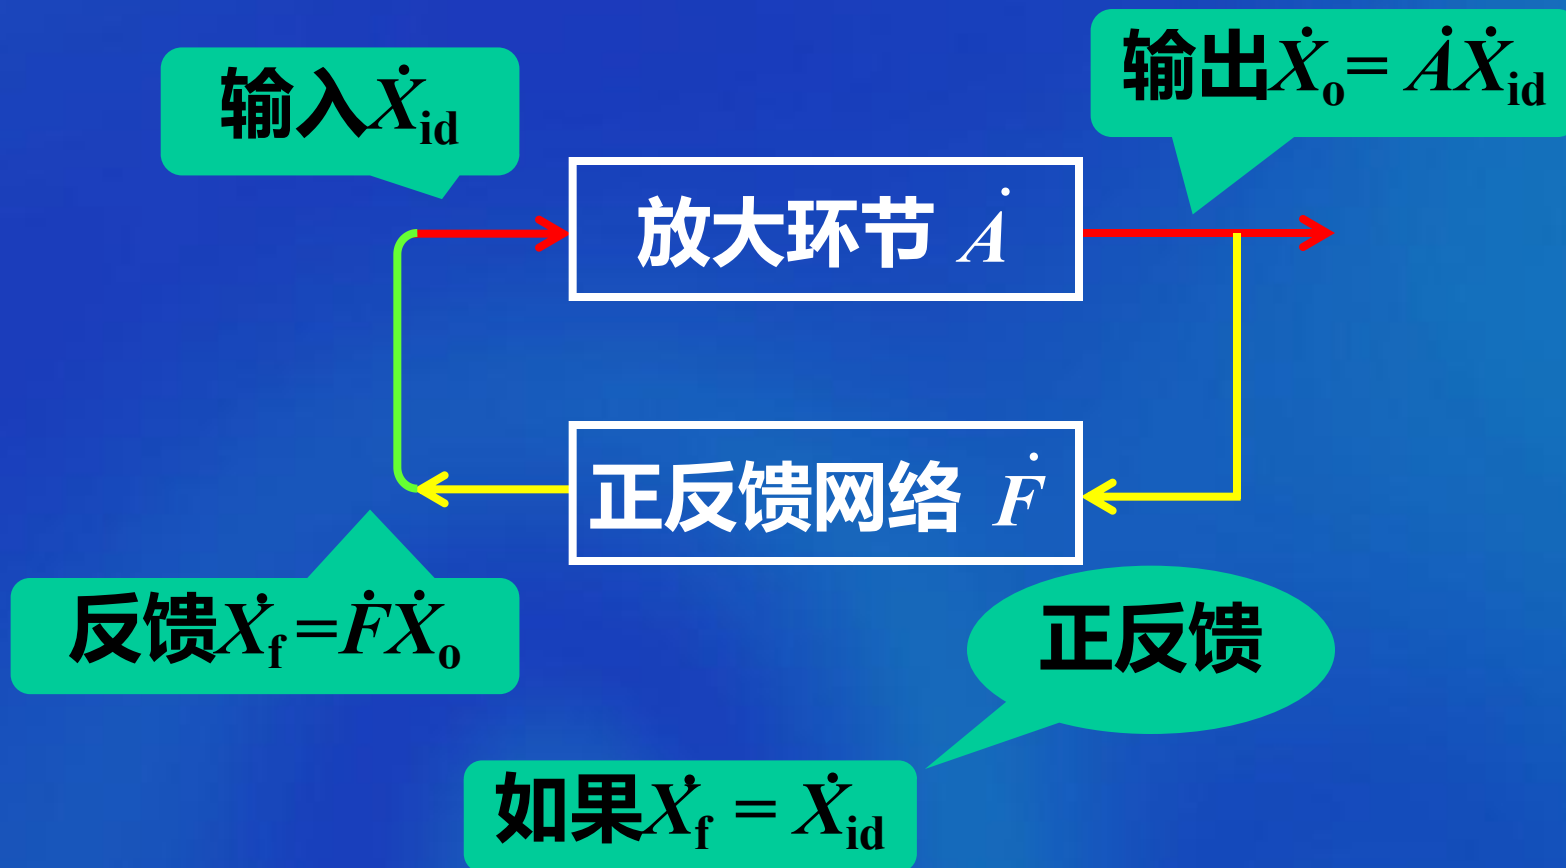 输入Ẋid
输出Ẋo= ȦẊid
放大环节 Ȧ
正反馈网络 Ḟ
反馈Ẋf=ḞẊo
正反馈
如果Ẋf = Ẋid